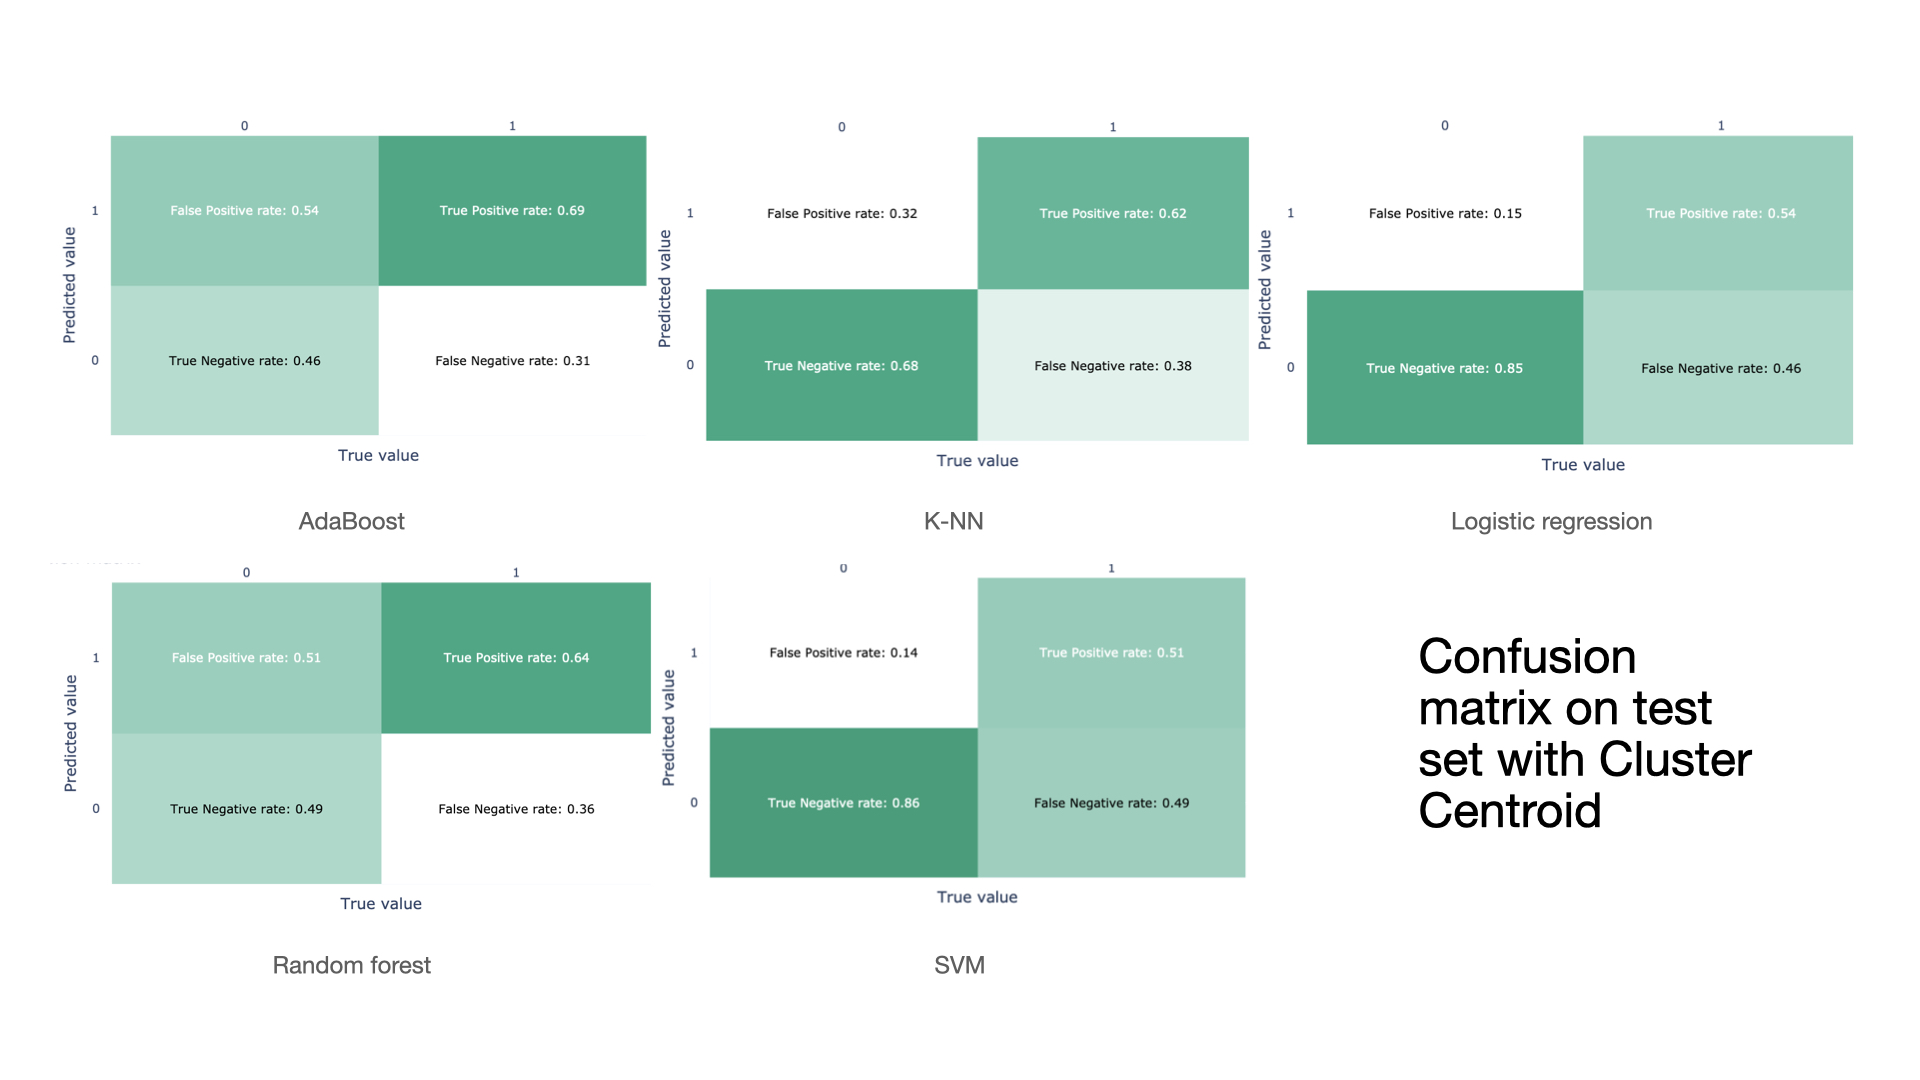 0 1
1 False Positive rate: 0.54 True Positive rate: 0.69
Predicted value
0 True Negative rate: 0.46 False Negative rate: 0.31
True value
AdaBoost
0 1
1 False Positive rate: 0.32 True Positive rate: 0.62
Predicted value
0 True Negative rate: 0.68 False Negative rate: 0.38
True value
K-NN
0 1
1 False Positive rate: 0.15 True Positive rate: 0.54
Predicted value
0 True Negative rate: 0.85 False Negative rate: 0.46
True value
Logistic regression
0 1
1 False Positive rate: 0.51 True Positive rate: 0.64
Predicted value
0 True Negative rate: 0.49 False Negative rate: 0.36
True value
Random forest
0 1
1 False Positive rate: 0.14 True Positive rate: 0.51
Predicted value
0 True Negative rate: 0.86 False Negative rate: 0.49
True value
SVM
Confusion
matrix on test
set with Cluster
Centroid